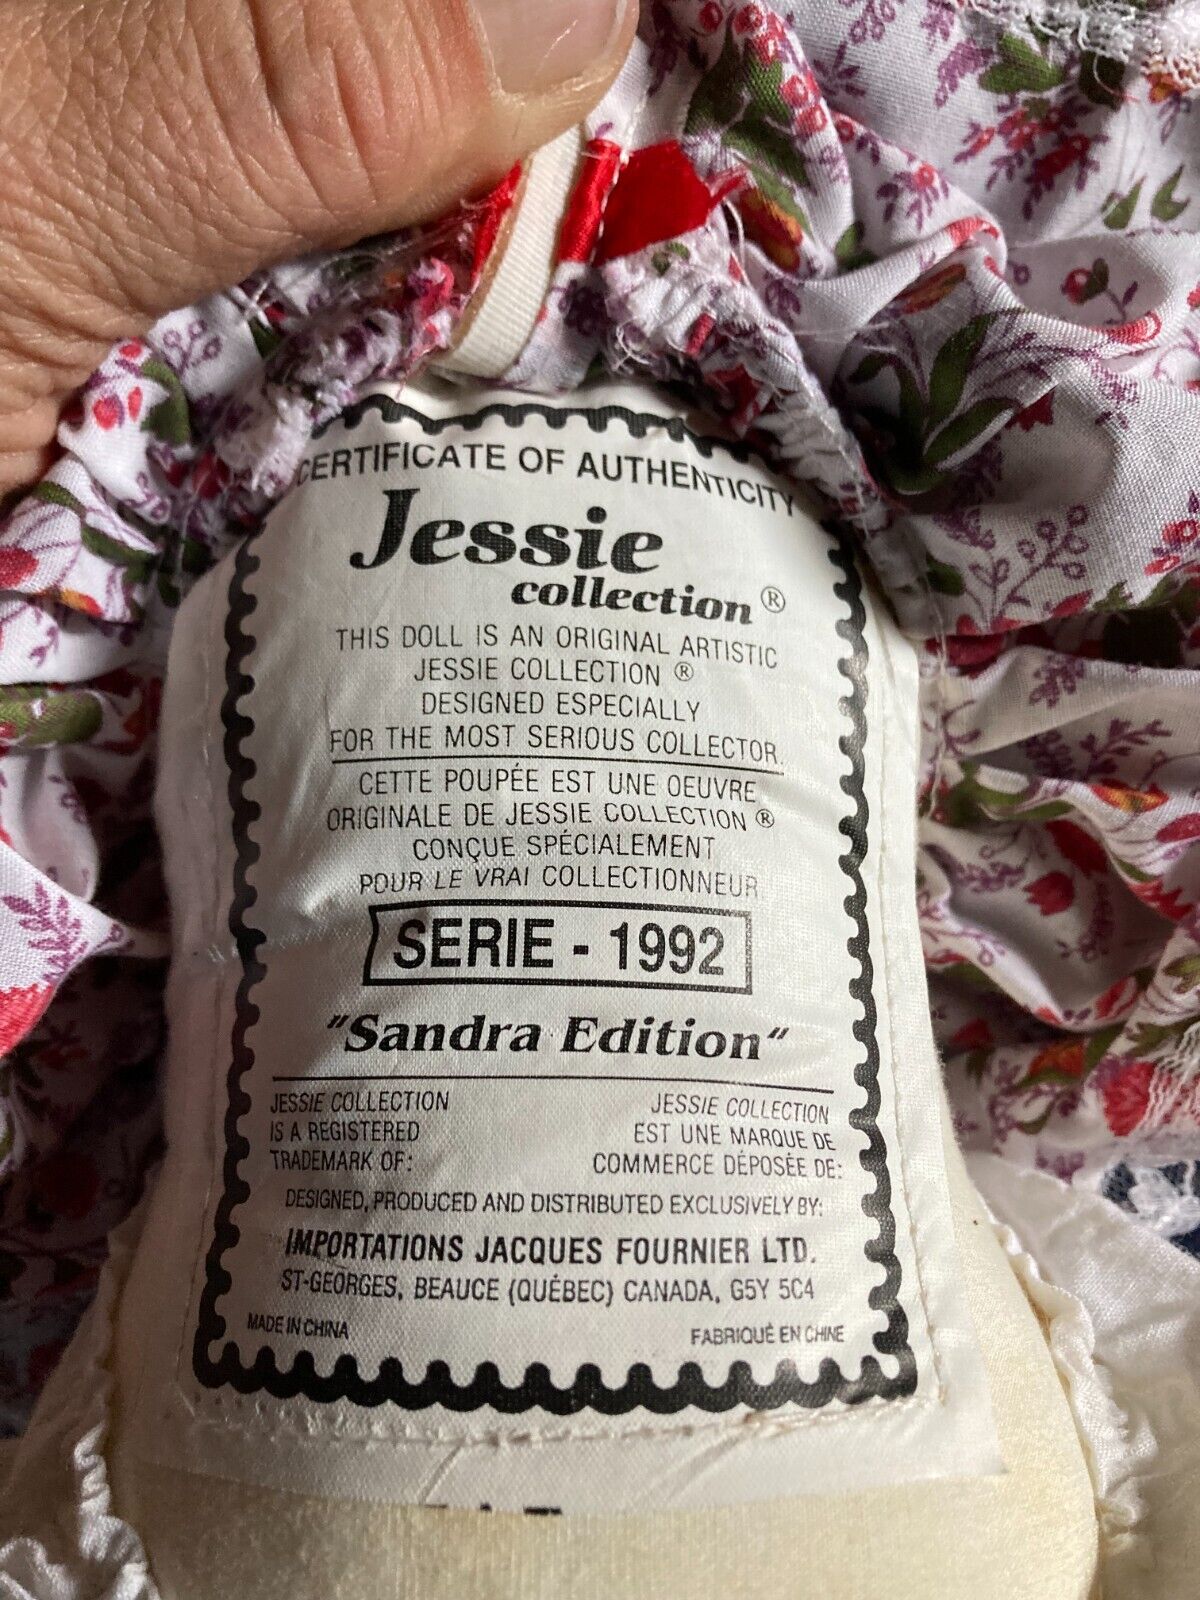 CERTIFICATE OF AUTHENTICITY
Jessie
collection ®
THIS DOLL IS AN ORIGINAL ARTISTIC
JESSIE COLLECTION ®
DESIGNED ESPECIALLY
FOR THE MOST SERIOUS COLLECTOR.
CETTE POUPÉE EST UNE OEUVRE
ORIGINALE DE JESSIE COLLECTION ®
CONÇUE SPÉCIALEMENT
POUR LE VRAI COLLECTIONNEUR
SERIE - 1992
"Sandra Edition"
JESSIE COLLECTION
IS A REGISTERED
TRADEMARK OF:
JESSIE COLLECTION
EST UNE MARQUE DE
COMMERCE DÉPOSÉE DE:
DESIGNED, PRODUCED AND DISTRIBUTED EXCLUSIVELY BY:
IMPORTATIONS JACQUES FOURNIER LTD.
ST-GEORGES, BEAUCE (QUÉBEC) CANADA, G5Y 5C4
MADE IN CHINA
FABRIQUÉ EN CHINE